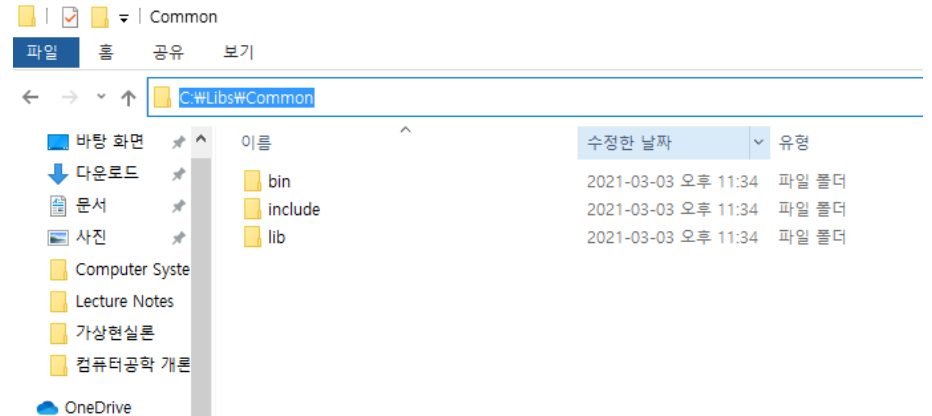 Common
파일 홈 공유 보기
C:₩Libs₩Common
이름 수정한 날짜 유형
바탕 화면
다운로드
문서
사진
Computer Syste
Lecture Notes
가상현실론
컴퓨터공학 개론
OneDrive
bin 2021-03-03 오후 11:34 파일 폴더
include 2021-03-03 오후 11:34 파일 폴더
lib 2021-03-03 오후 11:34 파일 폴더